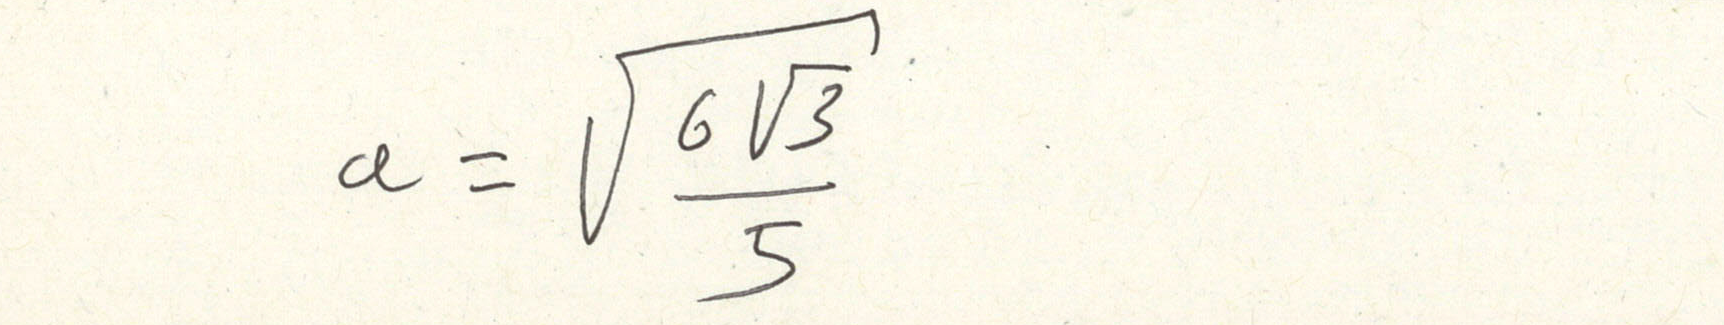 a = √(6√3/5)